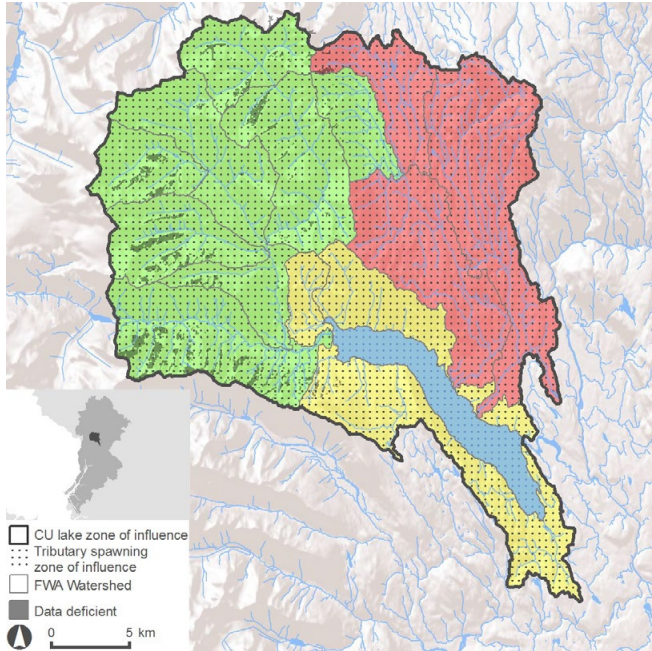 CU lake zone of influence
Tributary spawning
zone of influence
FWA Watershed
Data deficient
0 5 km